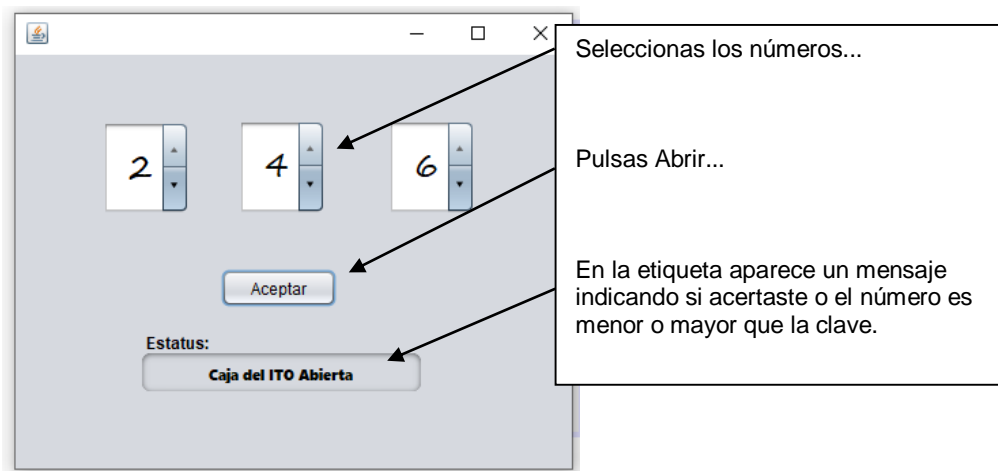 Seleccionas los números...
2 4 6
Pulsas Abrir...
Aceptar
En la etiqueta aparece un mensaje
indicando si acertaste o el número es
menor o mayor que la clave.
Estatus:
Caja del ITO Abierta